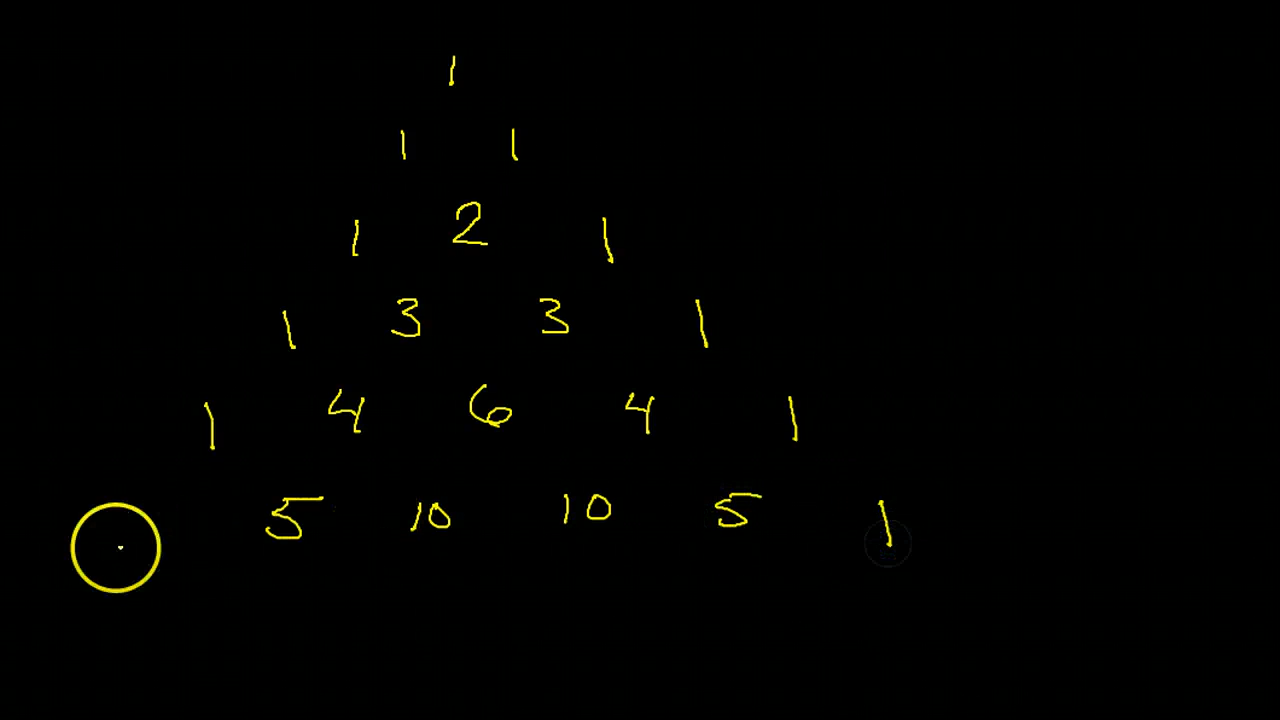 1
1 1
1 2 1
1 3 3 1
1 4 6 4 1
5 10 10 5 1